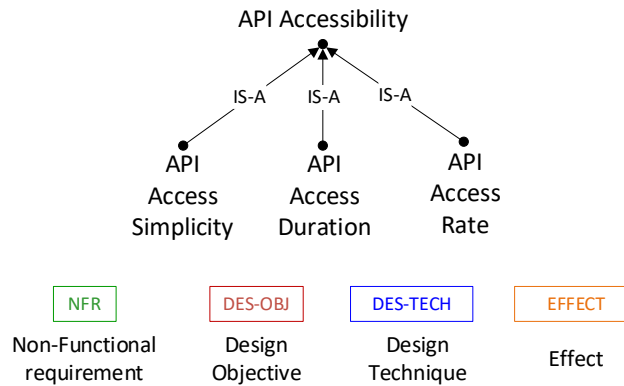 API Accessibility
IS-A IS-A IS-A
API API API
Access Access Access
Simplicity Duration Rate
NFR DES-OBJ DES-TECH EFFECT
Non-Functional Design Design Effect
requirement Objective Technique